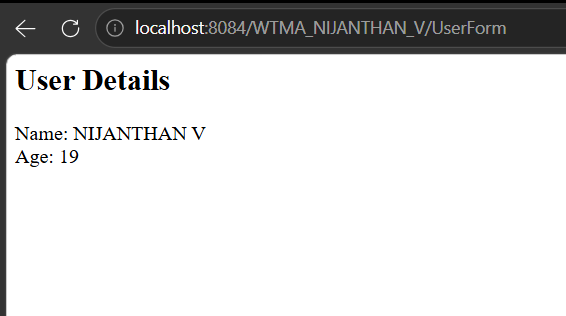 localhost:8084/WTMA_NIJANTHAN_V/UserForm
User Details
Name: NIJANTHAN V
Age: 19